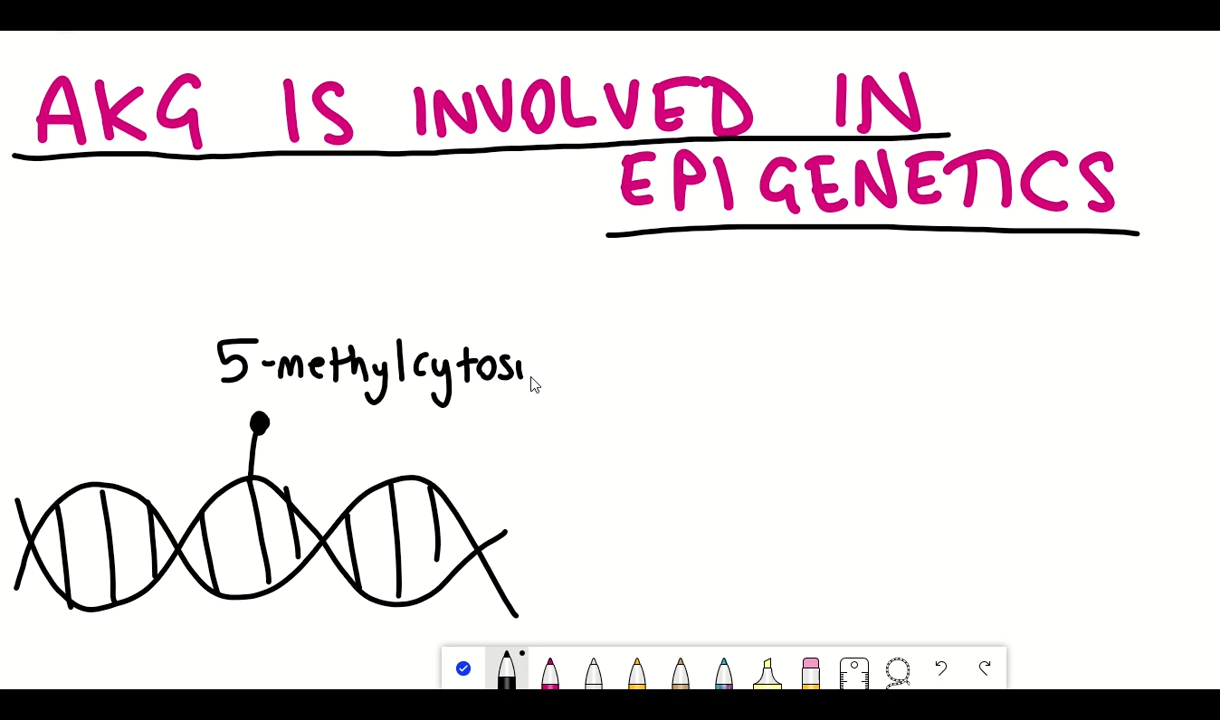 AKG IS INVOLVED IN
EPIGENETICS
5-methylcytosi